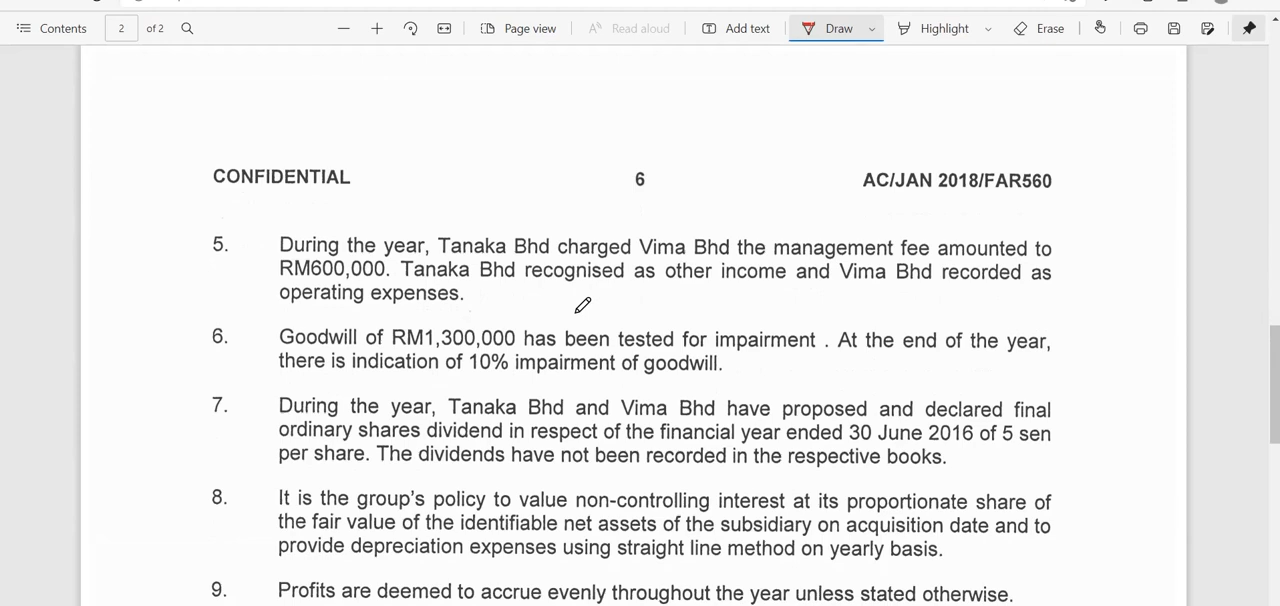 Contents 2 of 2 Page view Read aloud Add text Draw Highlight Erase
CONFIDENTIAL 6 AC/JAN 2018/FAR560
5. During the year, Tanaka Bhd charged Vima Bhd the management fee amounted to
RM600,000. Tanaka Bhd recognised as other income and Vima Bhd recorded as
operating expenses.
6. Goodwill of RM1,300,000 has been tested for impairment . At the end of the year,
there is indication of 10% impairment of goodwill.
7. During the year, Tanaka Bhd and Vima Bhd have proposed and declared final
ordinary shares dividend in respect of the financial year ended 30 June 2016 of 5 sen
per share. The dividends have not been recorded in the respective books.
8. It is the group's policy to value non-controlling interest at its proportionate share of
the fair value of the identifiable net assets of the subsidiary on acquisition date and to
provide depreciation expenses using straight line method on yearly basis.
9. Profits are deemed to accrue evenly throughout the year unless stated otherwise.